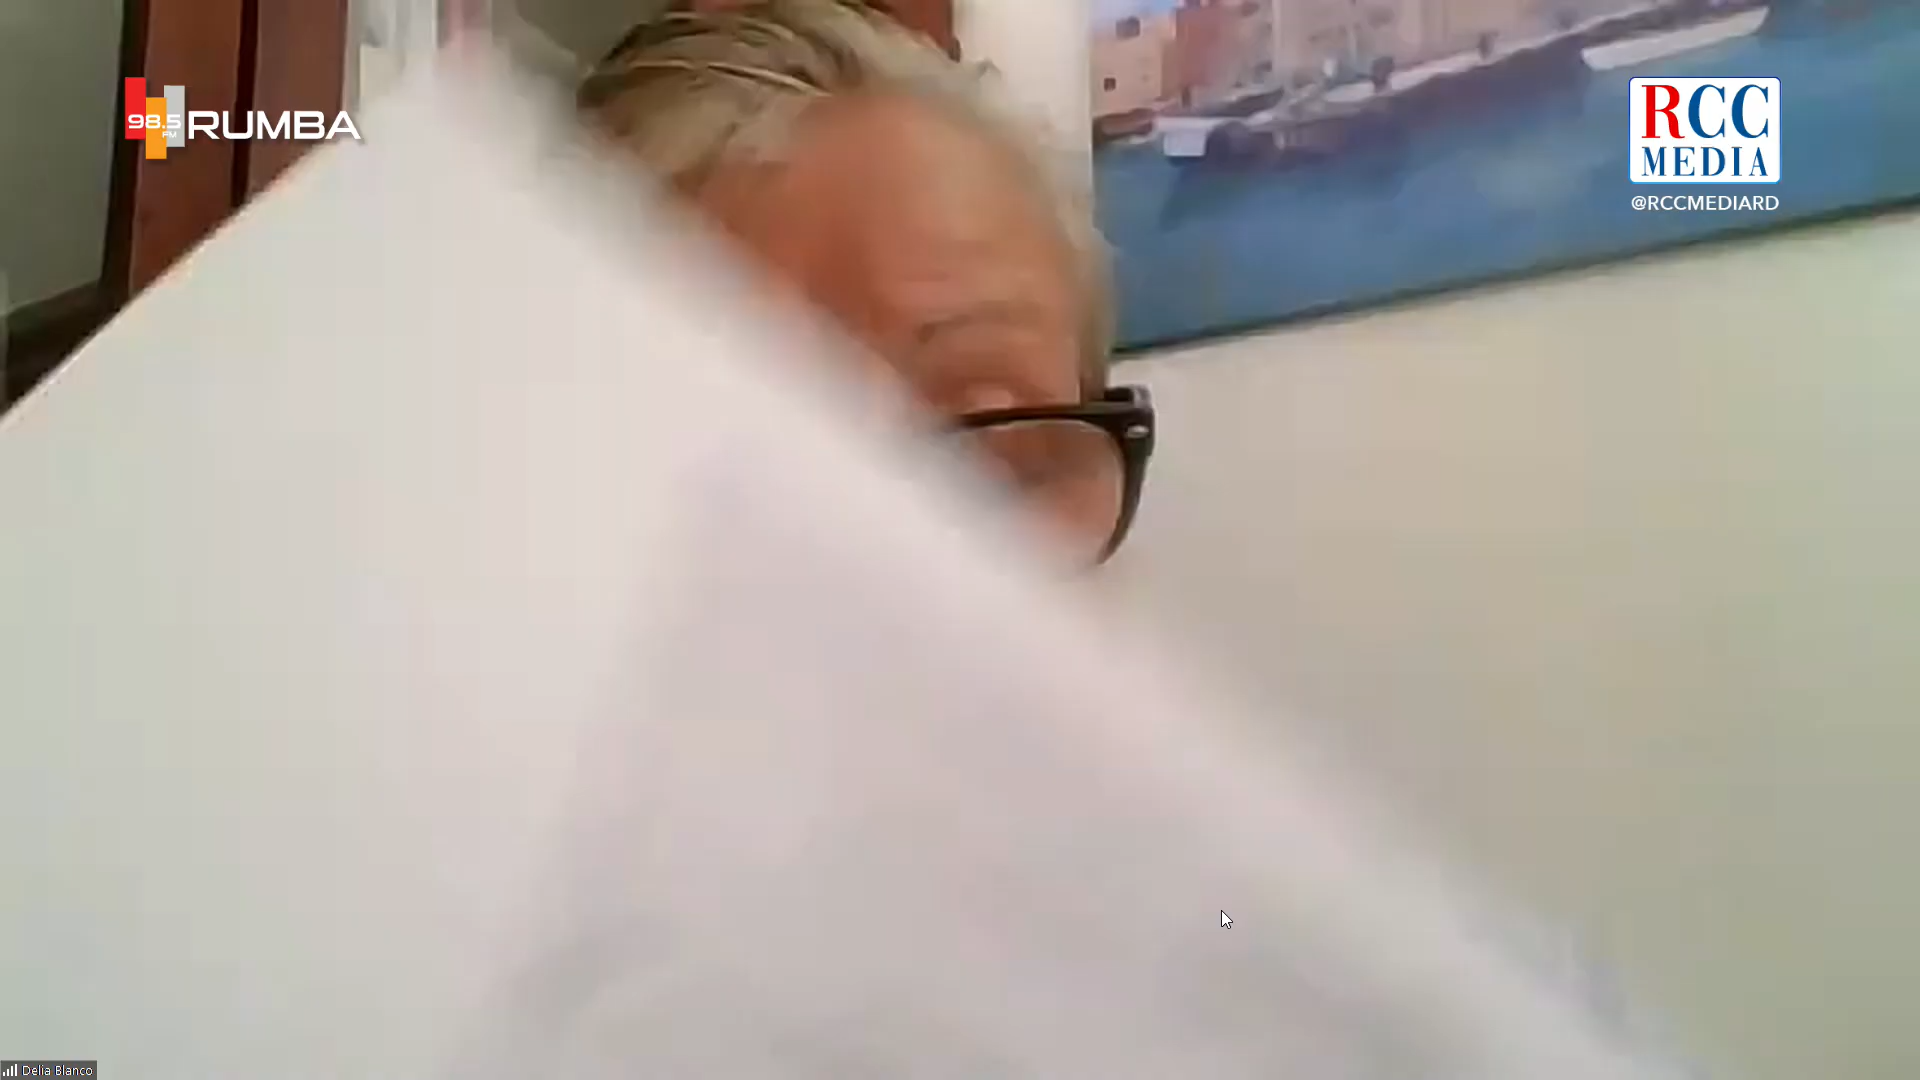 98.5 FM RUMBA
RCC
MEDIA
@RCCMEDIARD
Delia Blanco